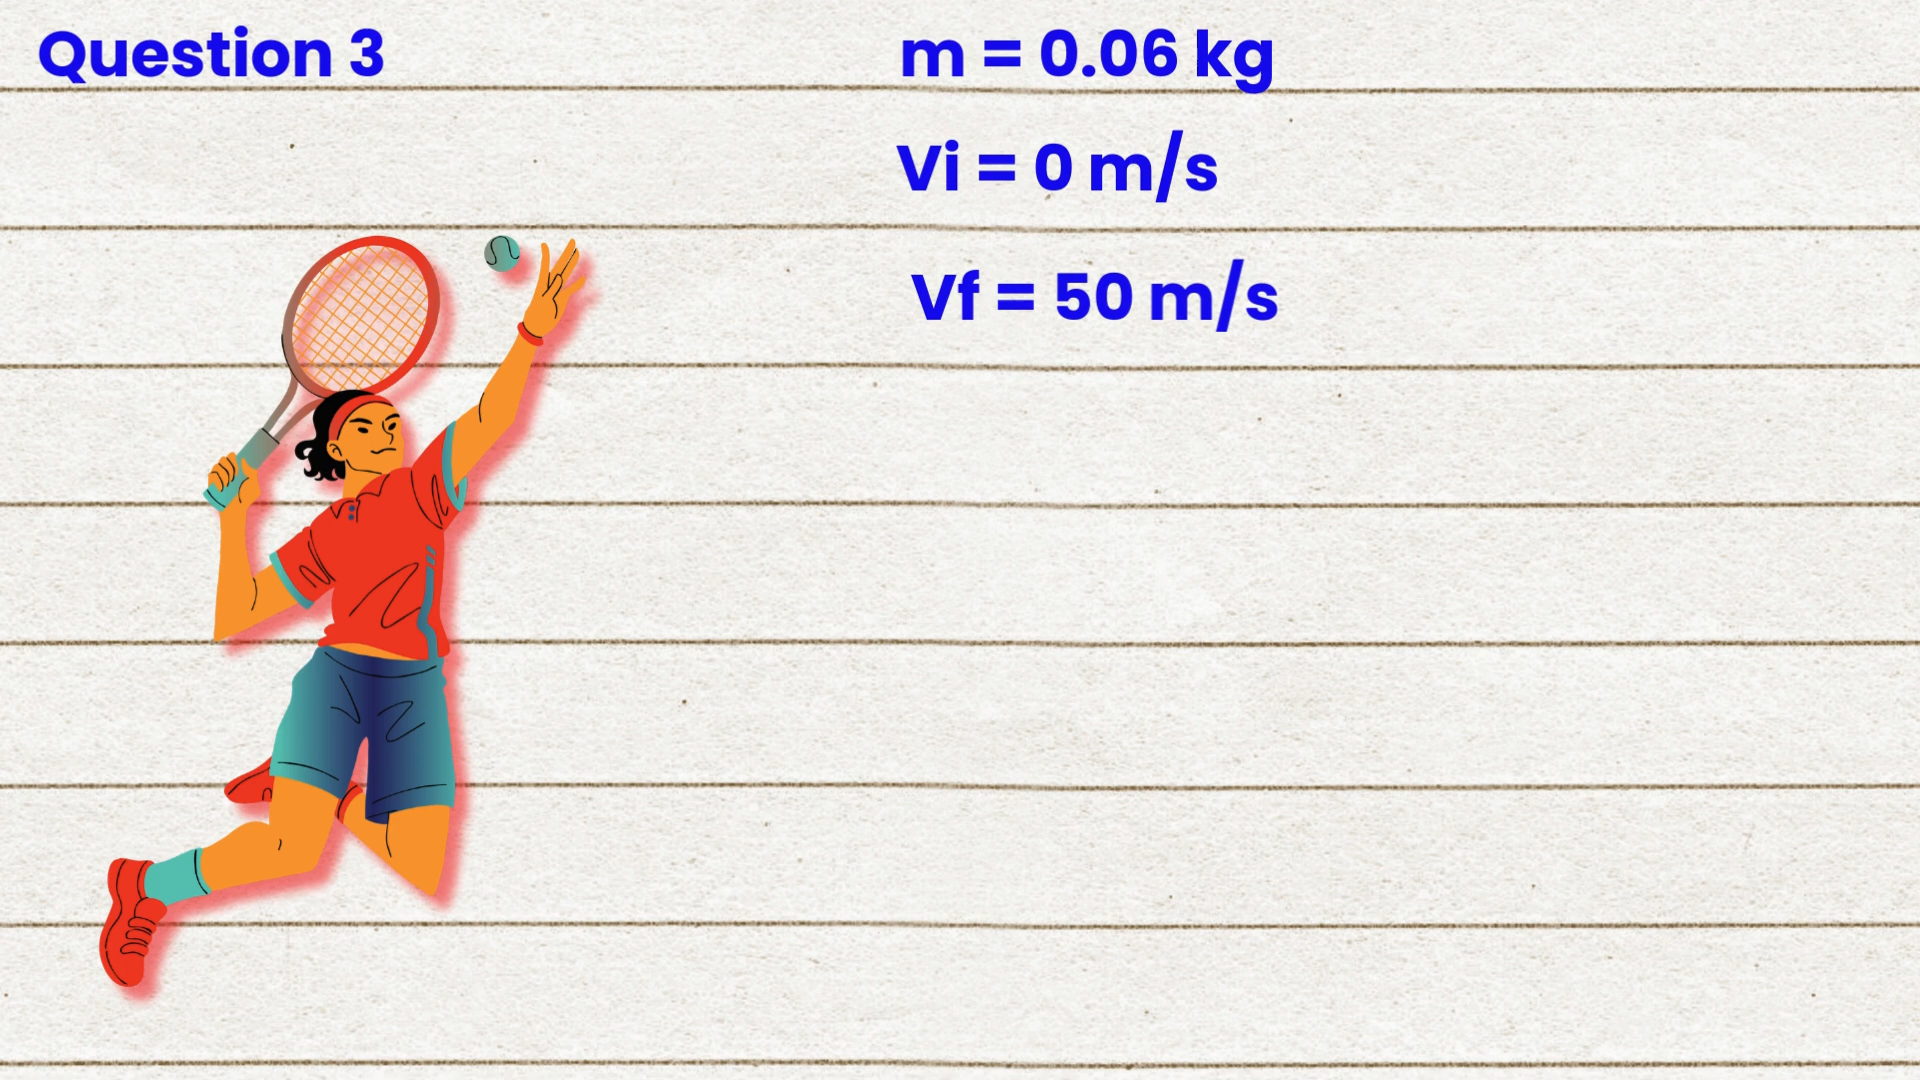 Question 3
m = 0.06 kg
Vi = 0 m/s
Vf = 50 m/s